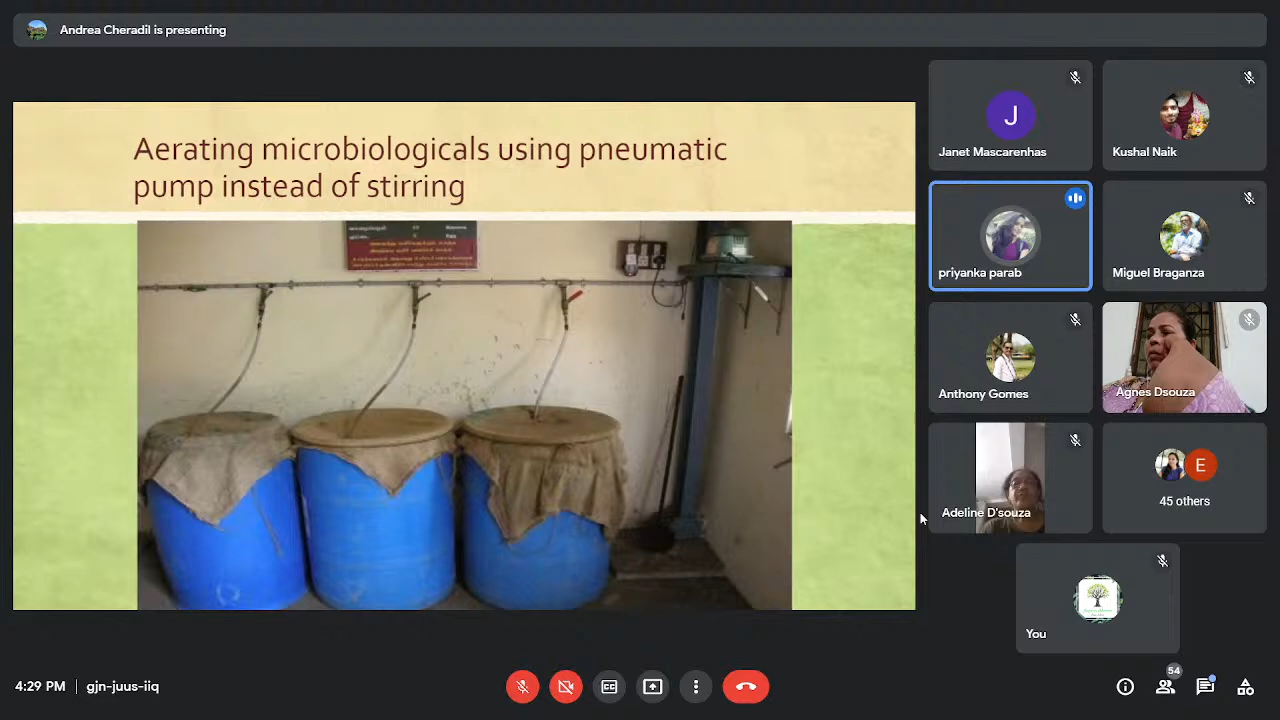 Andrea Cheradil is presenting
Aerating microbiologicals using pneumatic
pump instead of stirring
Janet Mascarenhas
J
Kushal Naik
priyanka parab
Miguel Braganza
Anthony Gomes
Agnes Dsouza
Adeline D'souza
E
45 others
You
4:29 PM
gjn-juus-iiq
54